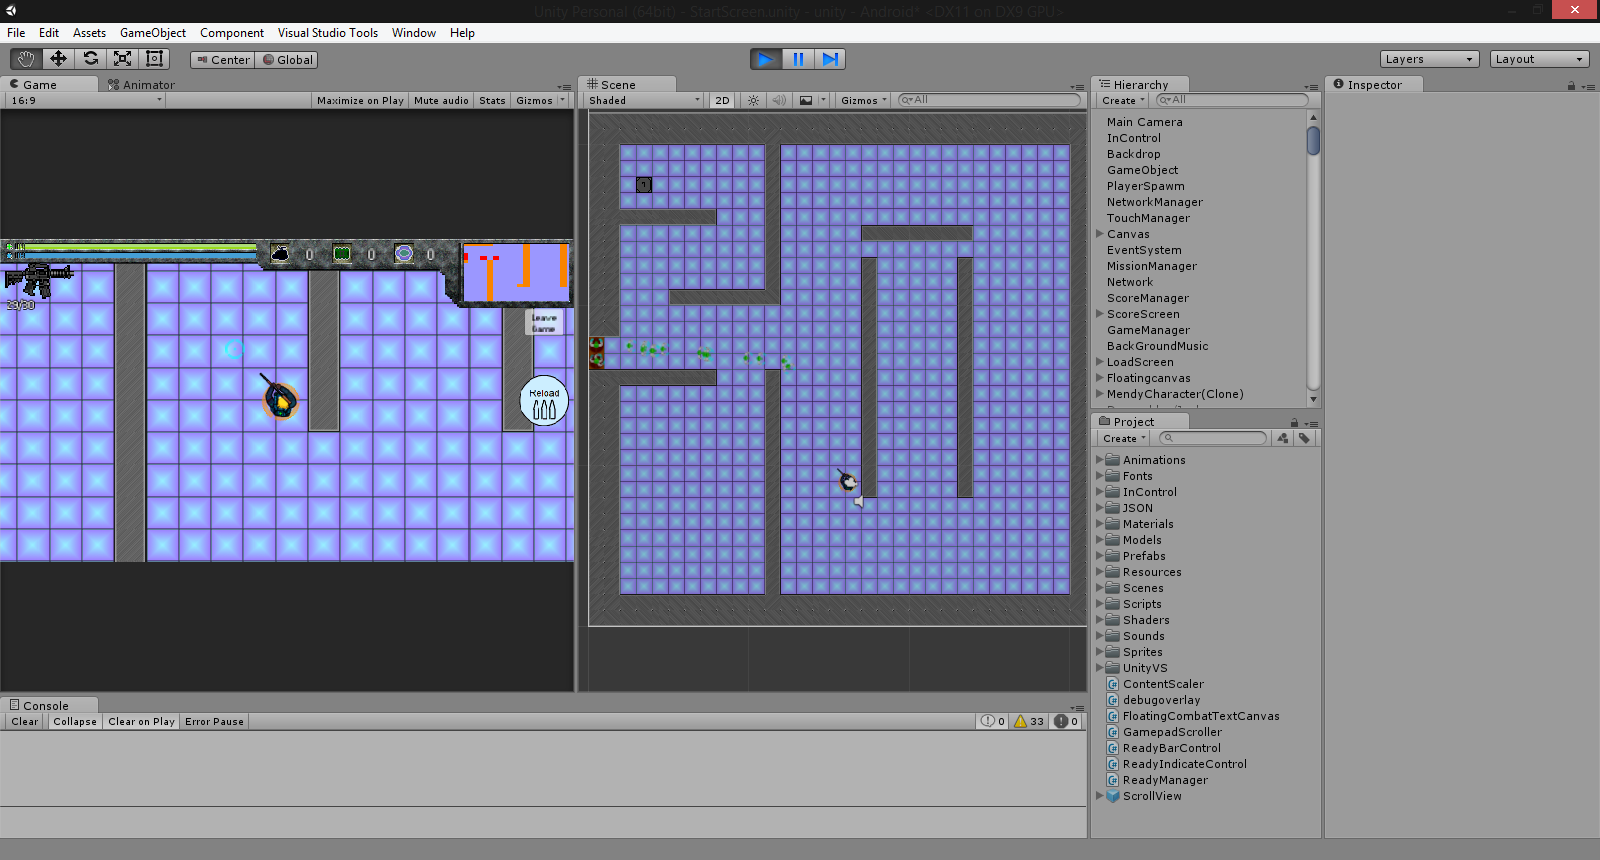 Unity Personal (64bit) - StartScreen.unity - unity - Android* <DX11 on DX9 GPU>
File Edit Assets GameObject Component Visual Studio Tools Window Help
Center Global Layers Layout
Game Animator
16:9 Maximize on Play Mute audio Stats Gizmos
0 0 0
29/30
Leave
Game
Reload
Scene
Shaded 2D Gizmos All
Hierarchy
Create All
Main Camera
InControl
Backdrop
GameObject
PlayerSpawn
NetworkManager
TouchManager
Canvas
EventSystem
MissionManager
Network
ScoreManager
ScoreScreen
GameManager
BackGroundMusic
LoadScreen
Floatingcanvas
MendyCharacter(Clone)
Project
Create
Animations
Fonts
InControl
JSON
Materials
Models
Prefabs
Resources
Scenes
Scripts
Shaders
Sounds
Sprites
UnityVS
ContentScaler
debugoverlay
FloatingCombatTextCanvas
GamepadScroller
ReadyBarControl
ReadyIndicateControl
ReadyManager
ScrollView
Inspector
Console
Clear Collapse Clear on Play Error Pause 0 33 0